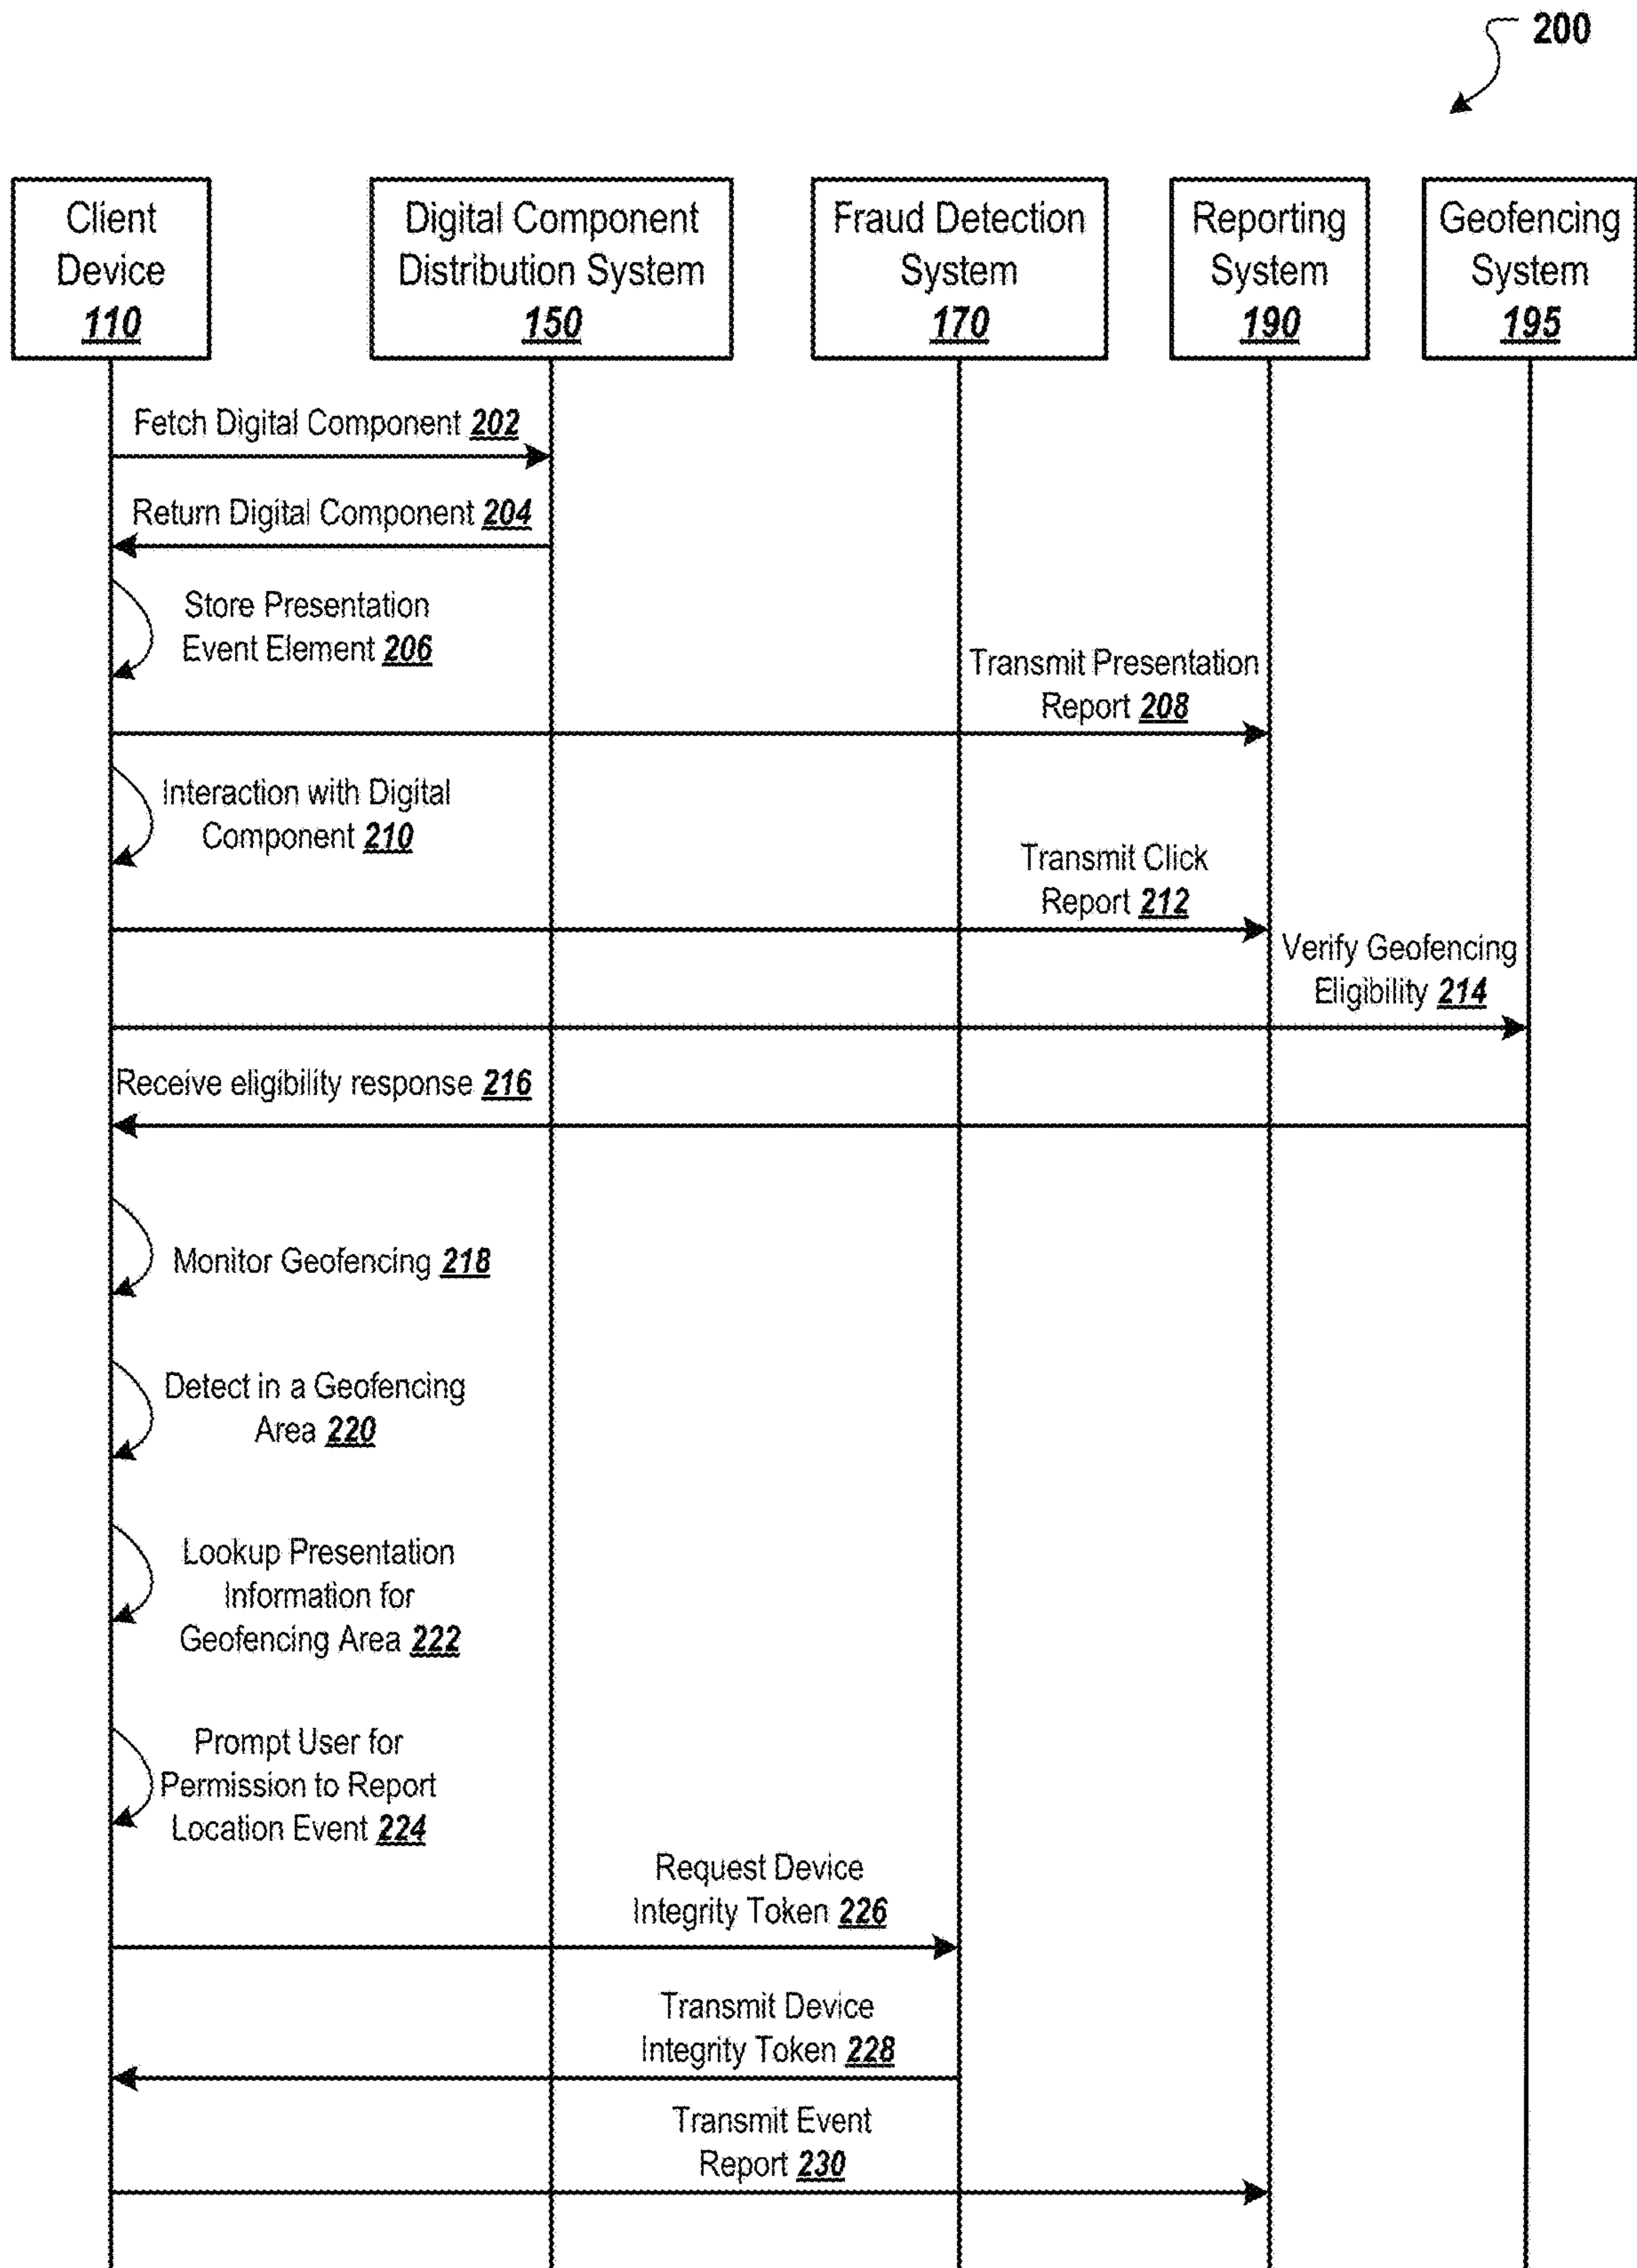 200
Client
Device
110
Digital Component
Distribution System
150
Fraud Detection
System
170
Reporting
System
190
Geofencing
System
195
Fetch Digital Component 202
Return Digital Component 204
Store Presentation
Event Element 206
Transmit Presentation
Report 208
Interaction with Digital
Component 210
Transmit Click
Report 212
Verify Geofencing
Eligibility 214
Receive eligibility response 216
Monitor Geofencing 218
Detect in a Geofencing
Area 220
Lookup Presentation
Information for
Geofencing Area 222
Prompt User for
Permission to Report
Location Event 224
Request Device
Integrity Token 226
Transmit Device
Integrity Token 228
Transmit Event
Report 230